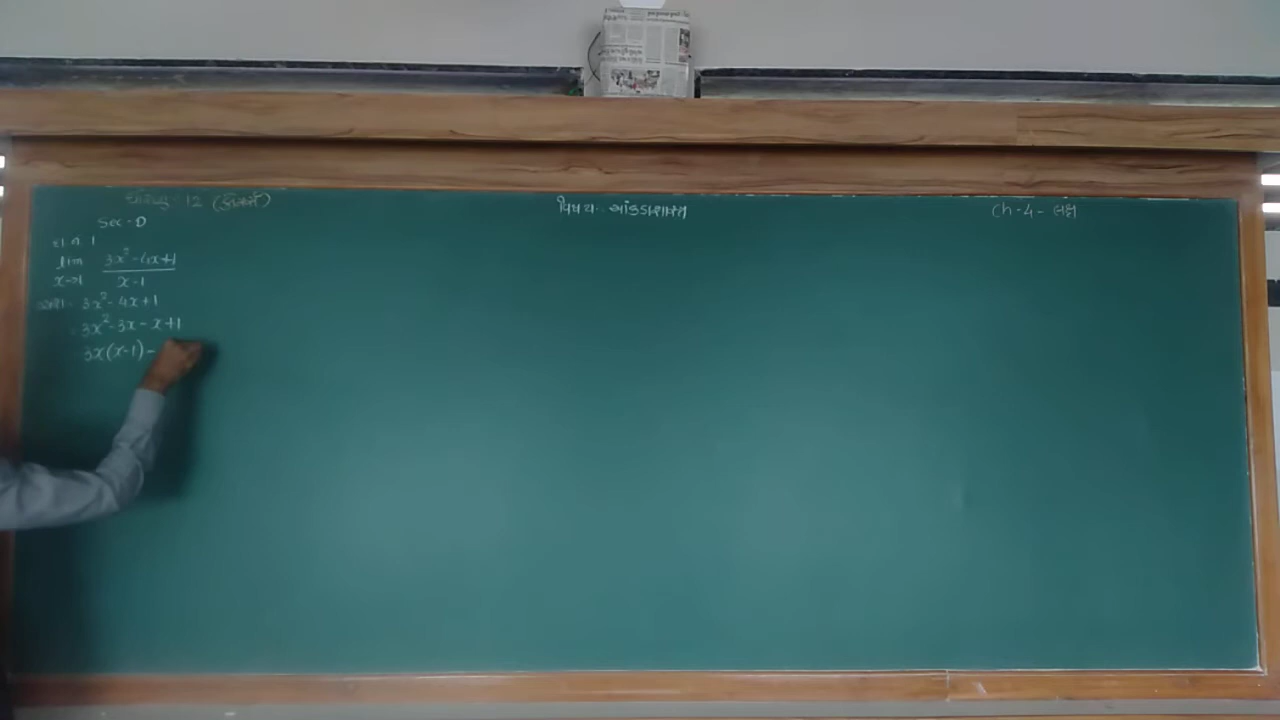 ધોરણ : 12 (કોમર્સ)
વિષય : આંકડાશાસ્ત્ર
Ch - 4 - લક્ષ
Sec - D
દા.નં. 1
lim 3x² - 4x + 1
x→1 x - 1
3x² - 4x + 1
3x² - 3x - x + 1
3x(x - 1) -